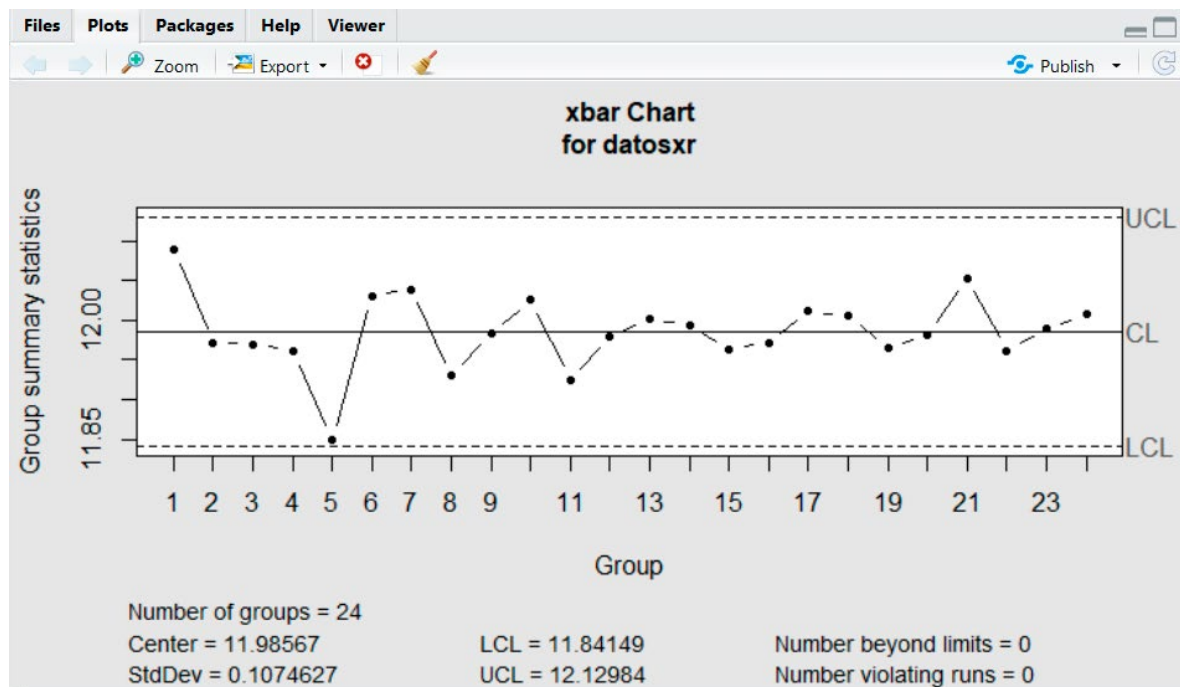 Files Plots Packages Help Viewer
Zoom Export Publish
xbar Chart
for datosxr
Group summary statistics
12.00
11.85
UCL
CL
LCL
1 2 3 4 5 6 7 8 9 11 13 15 17 19 21 23
Group
Number of groups = 24
Center = 11.98567 LCL = 11.84149 Number beyond limits = 0
StdDev = 0.1074627 UCL = 12.12984 Number violating runs = 0